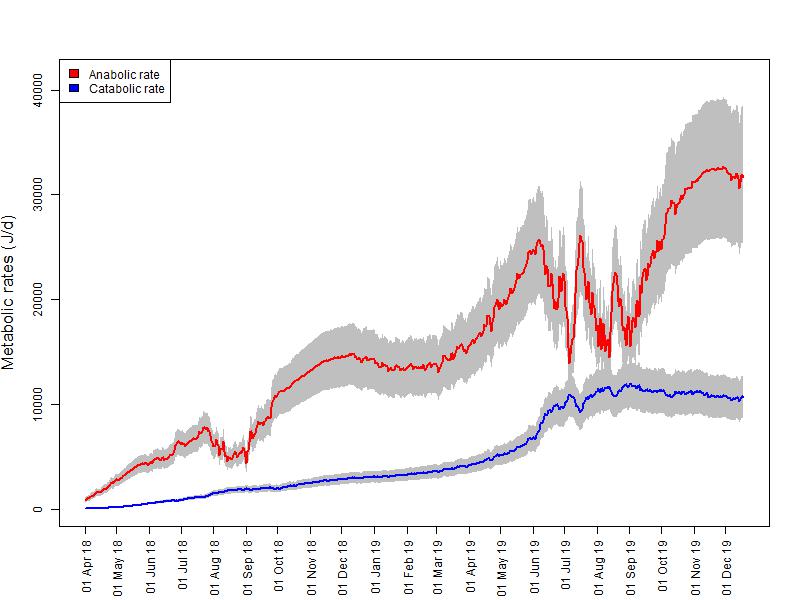 Anabolic rate
Catabolic rate
Metabolic rates (J/d)
40000
30000
20000
10000
0
01 Apr 18
01 May 18
01 Jun 18
01 Jul 18
01 Aug 18
01 Sep 18
01 Oct 18
01 Nov 18
01 Dec 18
01 Jan 19
01 Feb 19
01 Mar 19
01 Apr 19
01 May 19
01 Jun 19
01 Jul 19
01 Aug 19
01 Sep 19
01 Oct 19
01 Nov 19
01 Dec 19